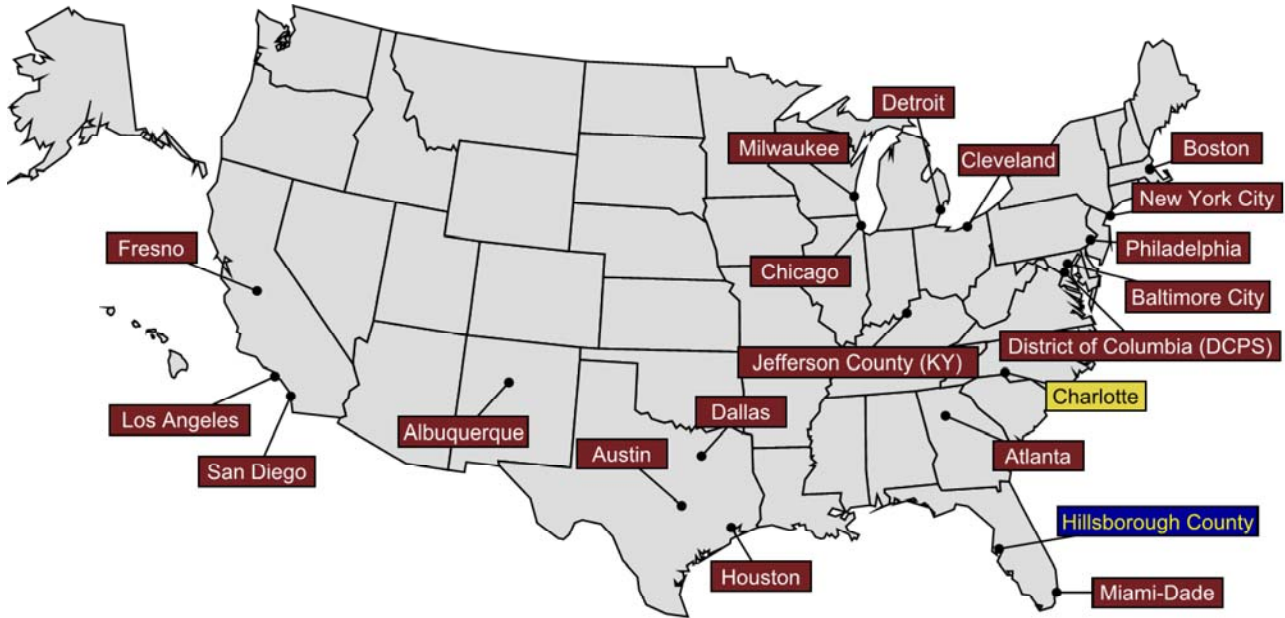 Detroit
Milwaukee
Cleveland
Boston
New York City
Fresno
Philadelphia
Chicago
Baltimore City
District of Columbia (DCPS)
Jefferson County (KY)
Charlotte
Los Angeles
Albuquerque
Dallas
Austin
Atlanta
San Diego
Hillsborough County
Houston
Miami-Dade